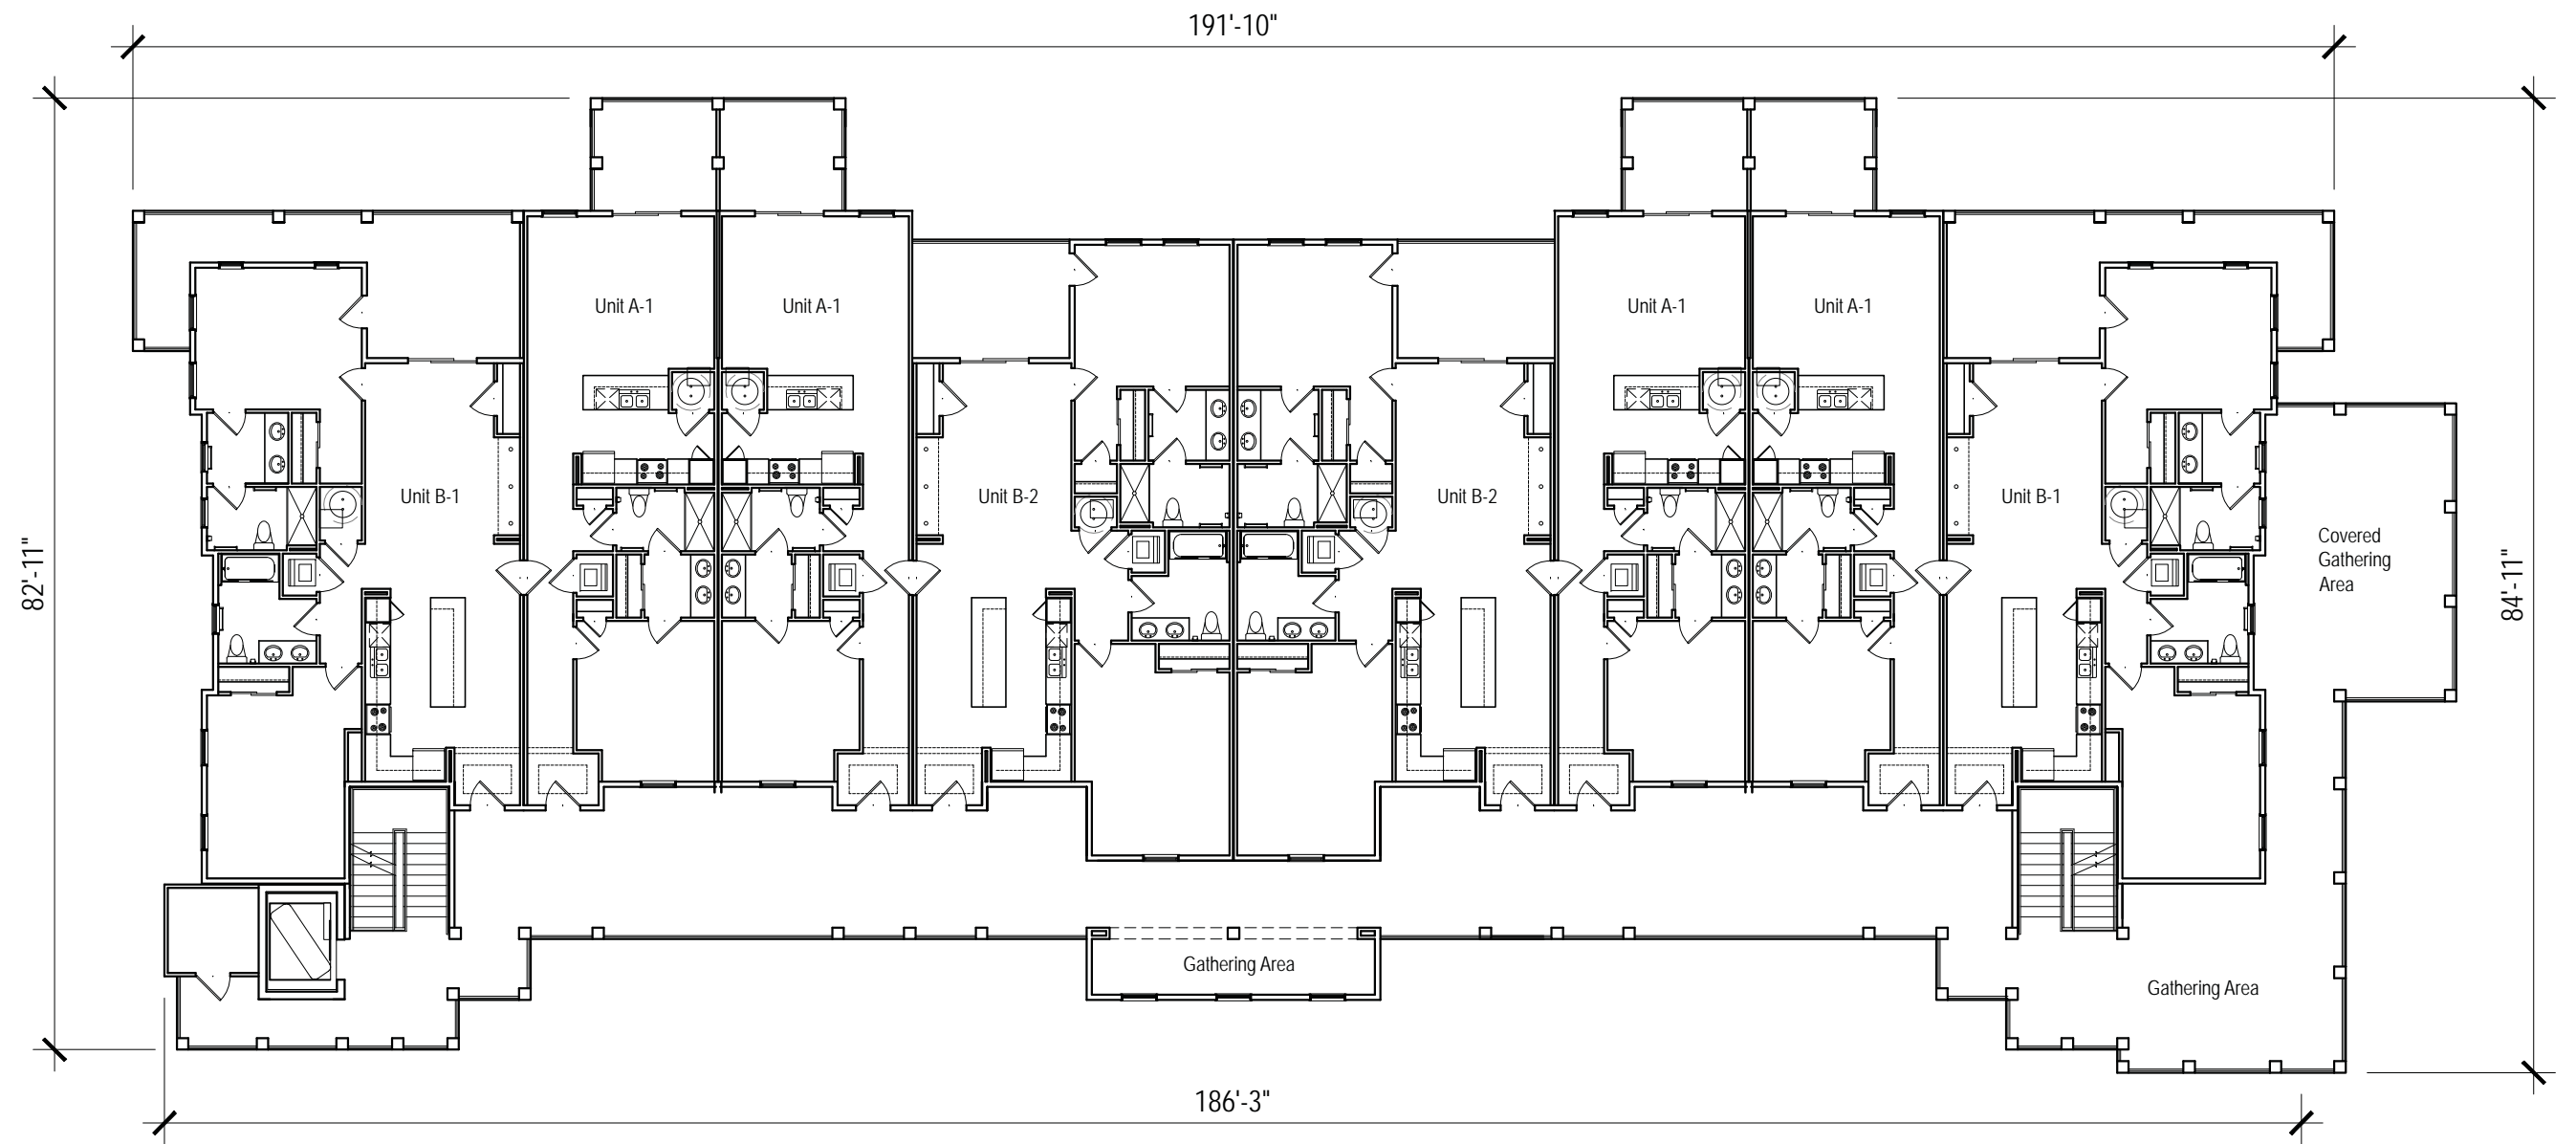 191'-10"
Unit A-1
Unit A-1
Unit A-1
Unit A-1
Unit B-1
Unit B-2
Unit B-2
Unit B-1
82'-11"
Covered
Gathering
Area
84'-11"
Gathering Area
Gathering Area
186'-3"